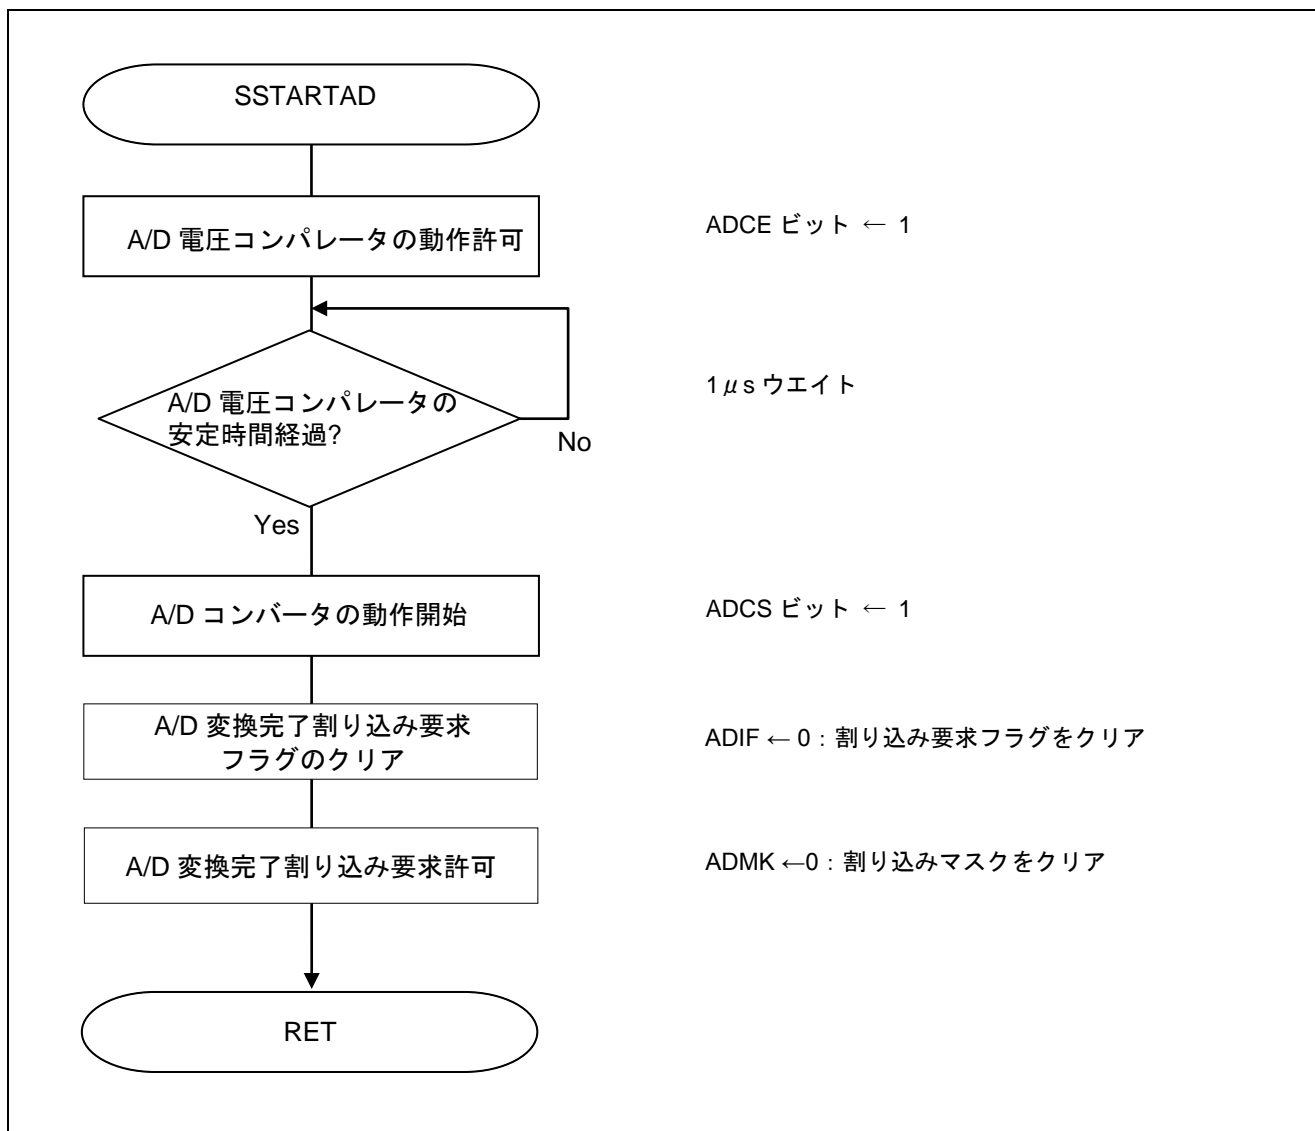 SSTARTAD
A/D 電圧コンパレータの動作許可
ADCE ビット ← 1
A/D 電圧コンパレータの
安定時間経過?
1μs ウエイト
No
Yes
A/D コンバータの動作開始
ADCS ビット ← 1
A/D 変換完了割り込み要求
フラグのクリア
ADIF ← 0：割り込み要求フラグをクリア
A/D 変換完了割り込み要求許可
ADMK ←0：割り込みマスクをクリア
RET